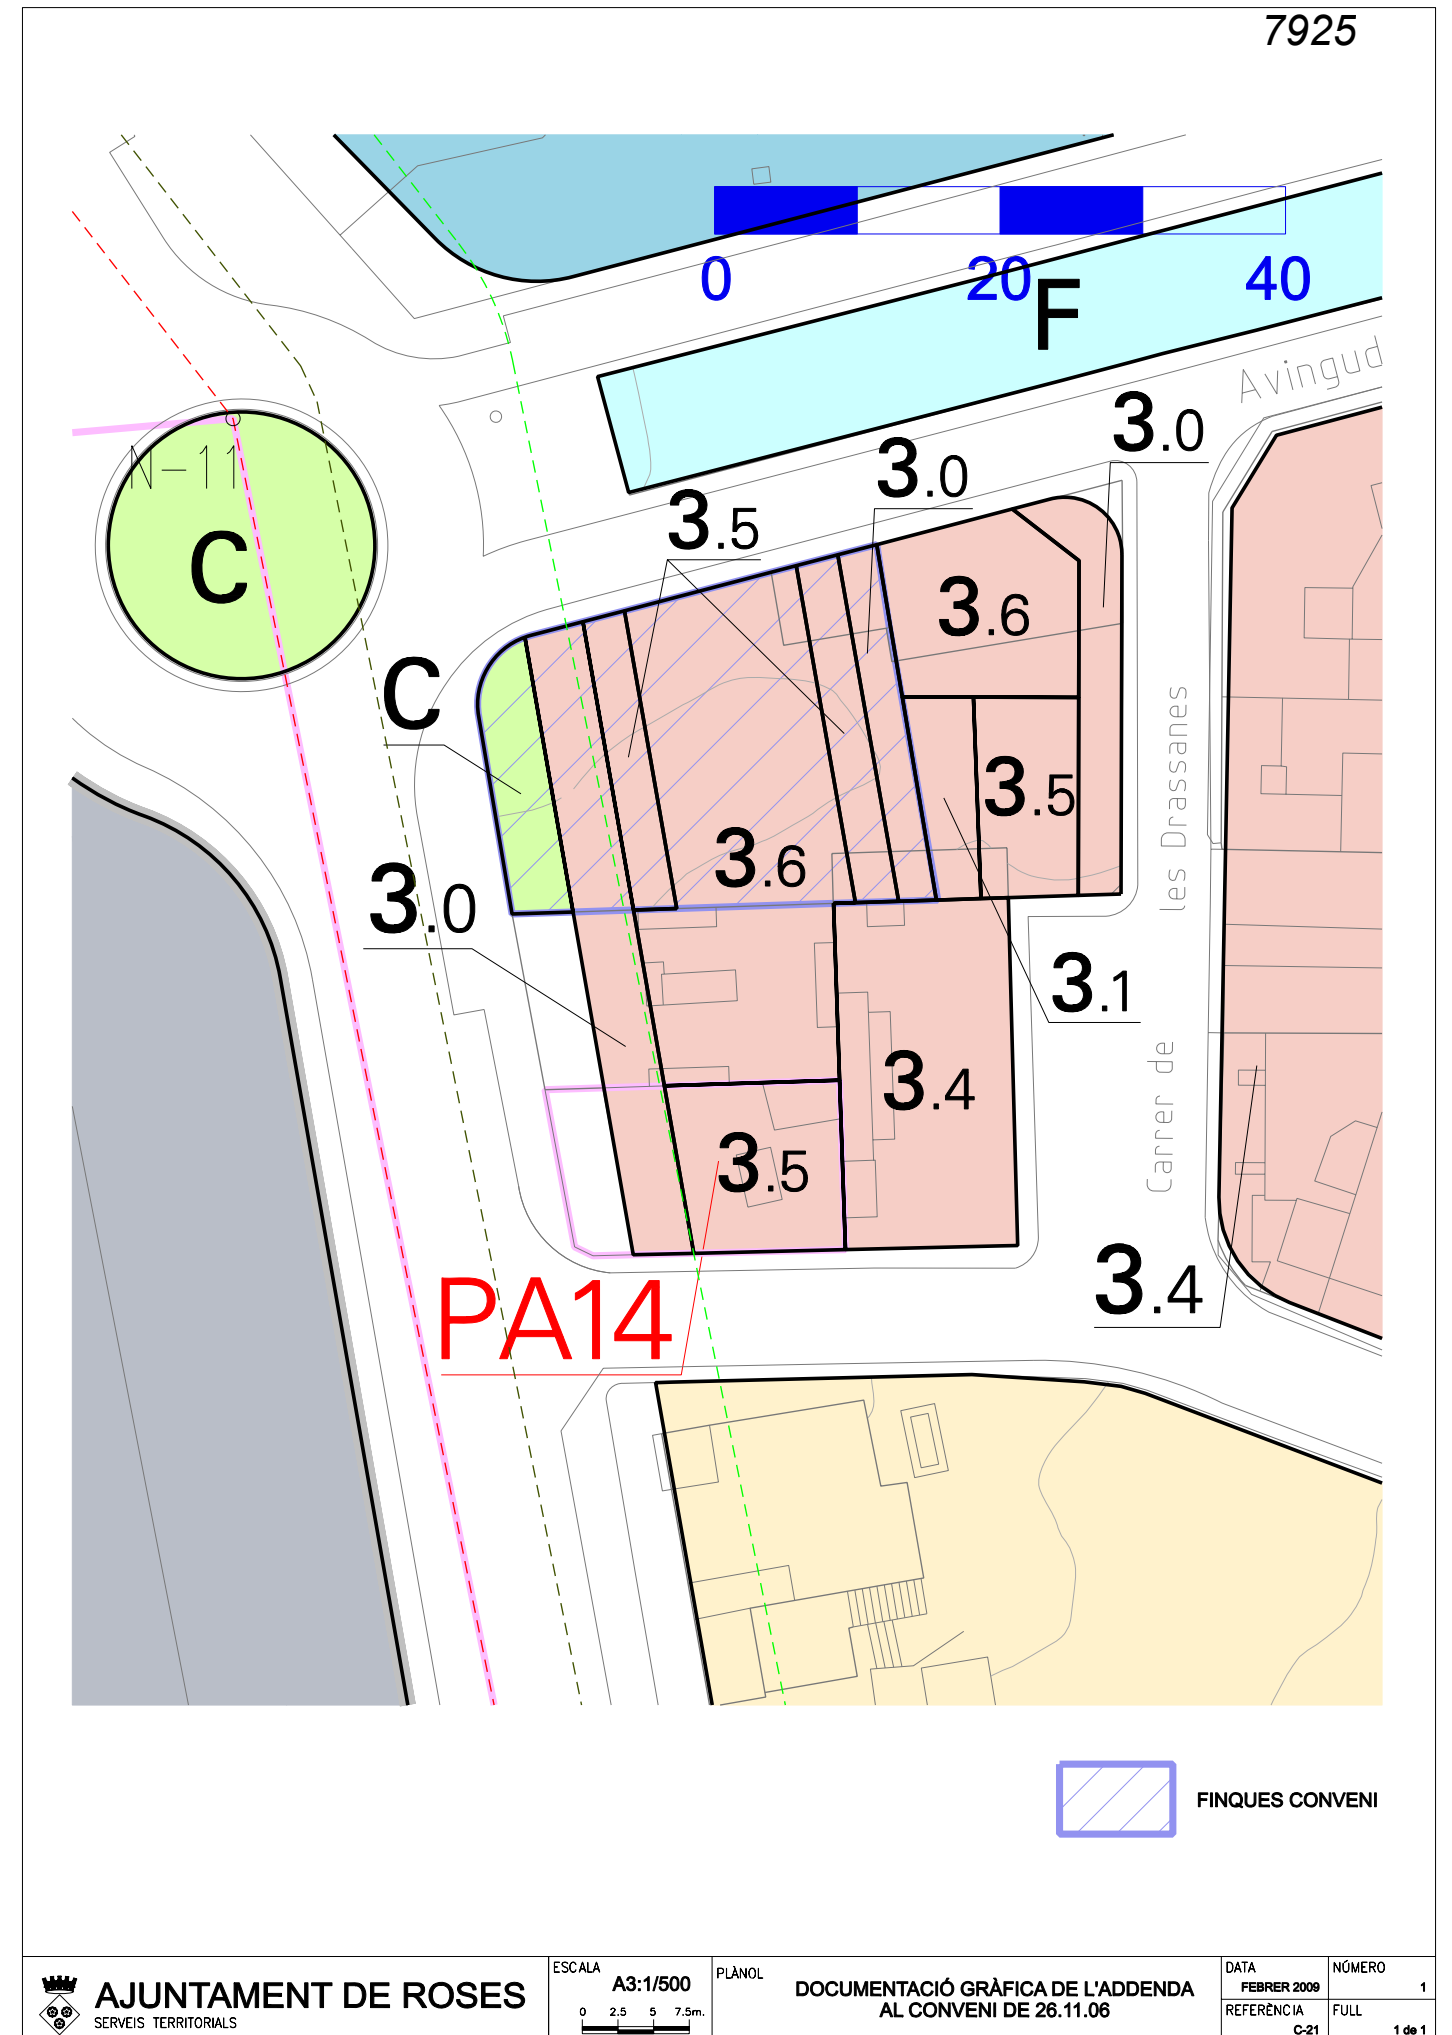 7925
0 20 40
F
Avingud
3.0
3.0
N-11
3.5
C
3.6
C
les Drassanes
3.5
3.6
3.0
3.1
Carrer de
3.4
3.5
3.4
PA14
FINQUES CONVENI
AJUNTAMENT DE ROSES
SERVEIS TERRITORIALS
ESCALA
A3:1/500
0 2.5 5 7.5m.
PLÀNOL
DOCUMENTACIÓ GRÀFICA DE L'ADDENDA
AL CONVENI DE 26.11.06
DATA
FEBRER 2009
NÚMERO
1
REFERÈNCIA
C-21
FULL
1 de 1